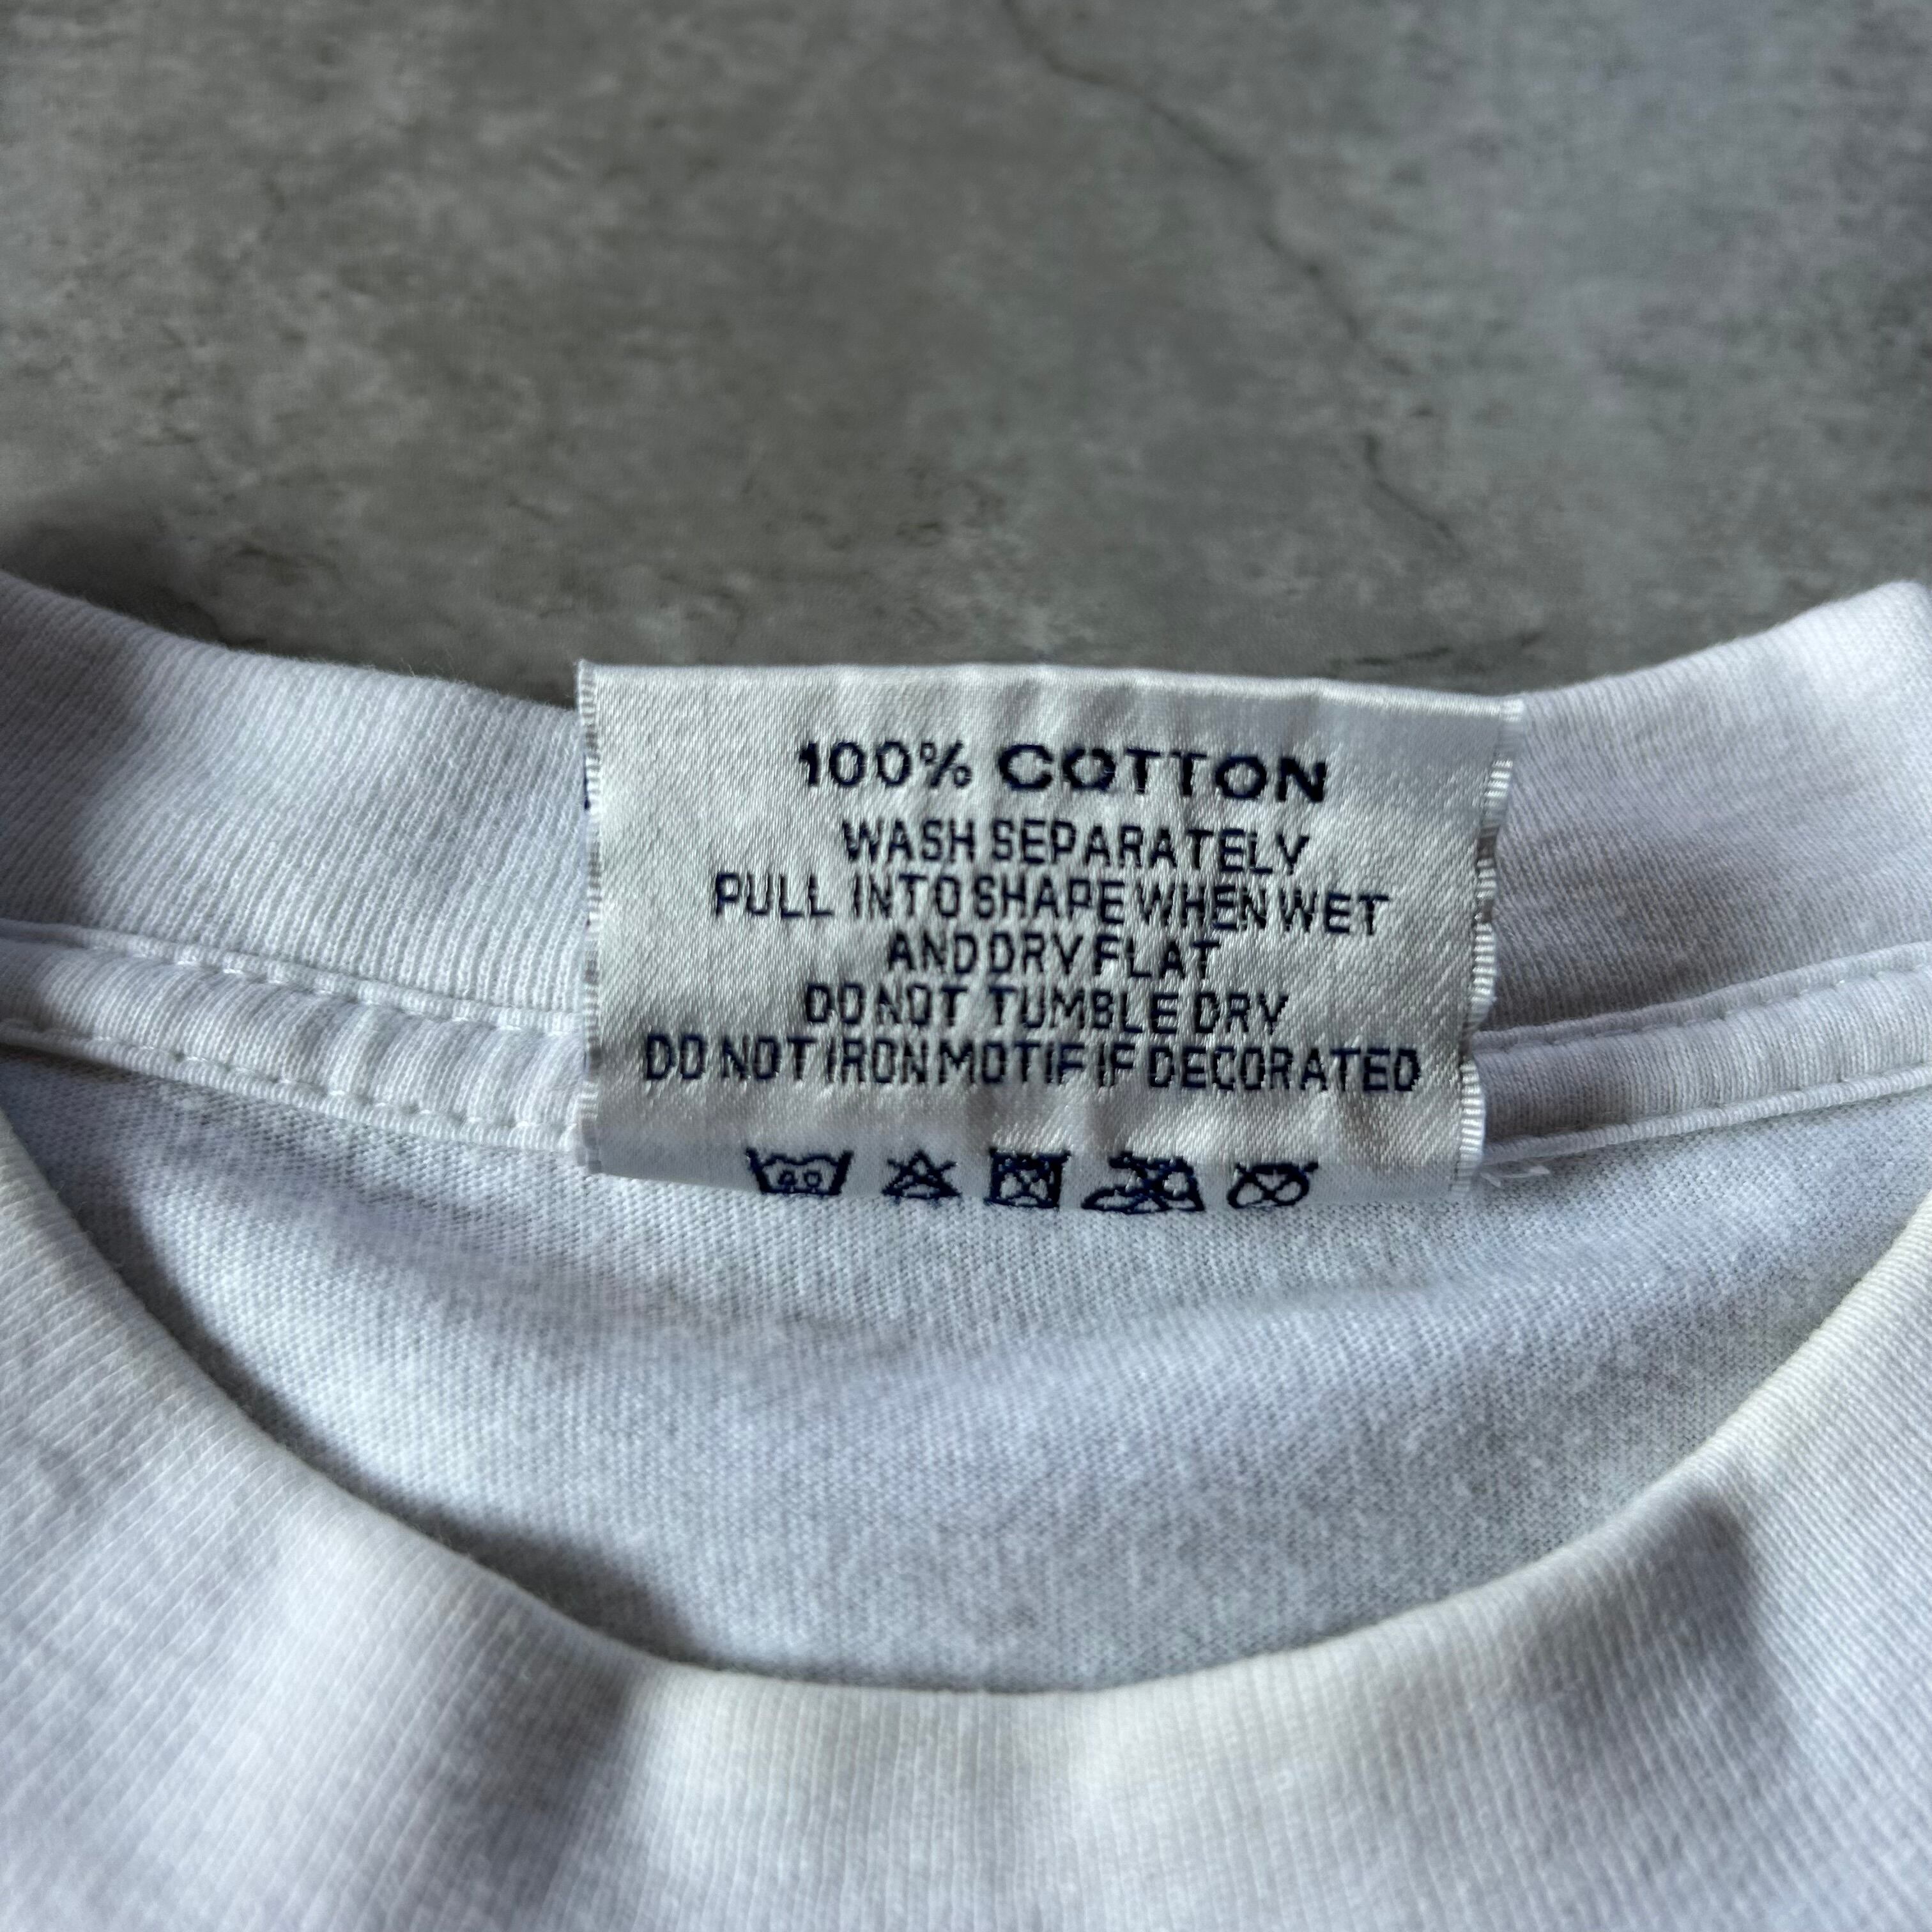 100% COTTON
WASH SEPARATELY
PULL INTO SHAPE WHEN WET
AND DRY FLAT
DO NOT TUMBLE DRY
DO NOT IRON MOTIF IF DECORATED